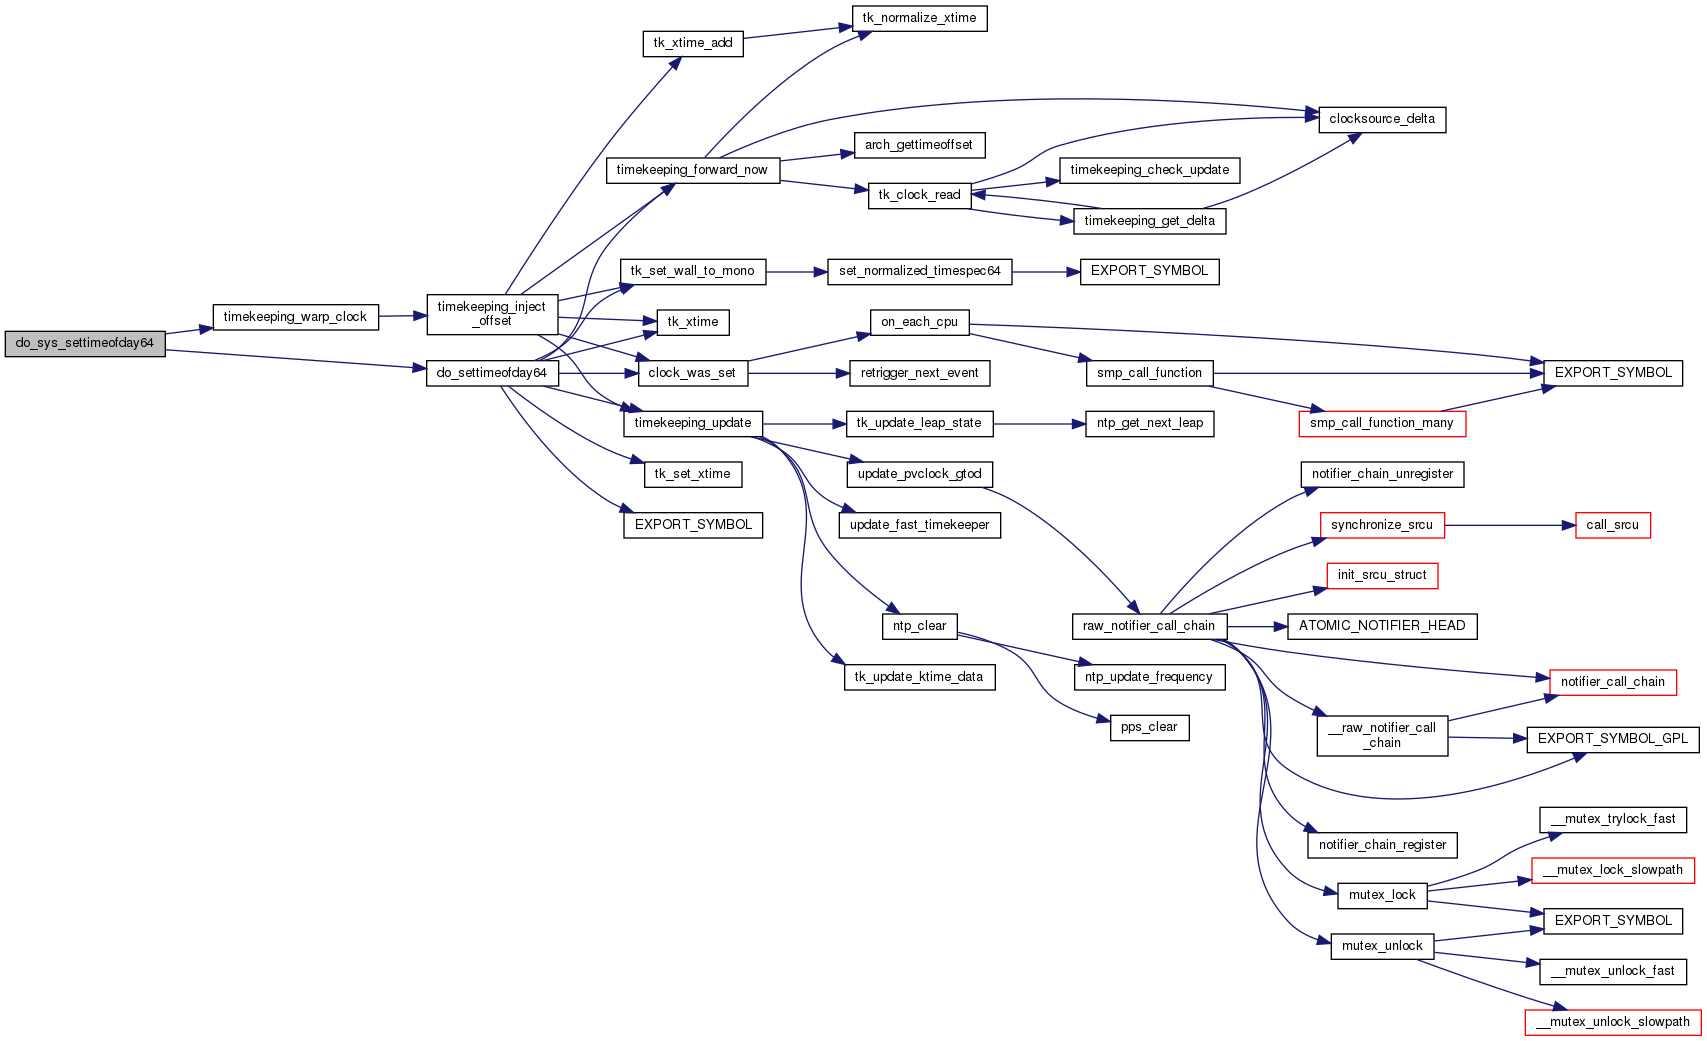 tk_normalize_xtime
tk_xtime_add
clocksource_delta
arch_gettimeoffset
timekeeping_forward_now
timekeeping_check_update
tk_clock_read
timekeeping_get_delta
tk_set_wall_to_mono
set_normalized_timespec64
EXPORT_SYMBOL
timekeeping_inject
_offset
timekeeping_warp_clock
tk_xtime
on_each_cpu
do_sys_settimeofday64
do_settimeofday64
clock_was_set
retrigger_next_event
smp_call_function
EXPORT_SYMBOL
timekeeping_update
tk_update_leap_state
ntp_get_next_leap
smp_call_function_many
tk_set_xtime
update_pvclock_gtod
notifier_chain_unregister
EXPORT_SYMBOL
update_fast_timekeeper
synchronize_srcu
call_srcu
init_srcu_struct
ntp_clear
raw_notifier_call_chain
ATOMIC_NOTIFIER_HEAD
tk_update_ktime_data
ntp_update_frequency
notifier_call_chain
pps_clear
__raw_notifier_call
_chain
EXPORT_SYMBOL_GPL
__mutex_trylock_fast
notifier_chain_register
__mutex_lock_slowpath
mutex_lock
EXPORT_SYMBOL
mutex_unlock
__mutex_unlock_fast
__mutex_unlock_slowpath